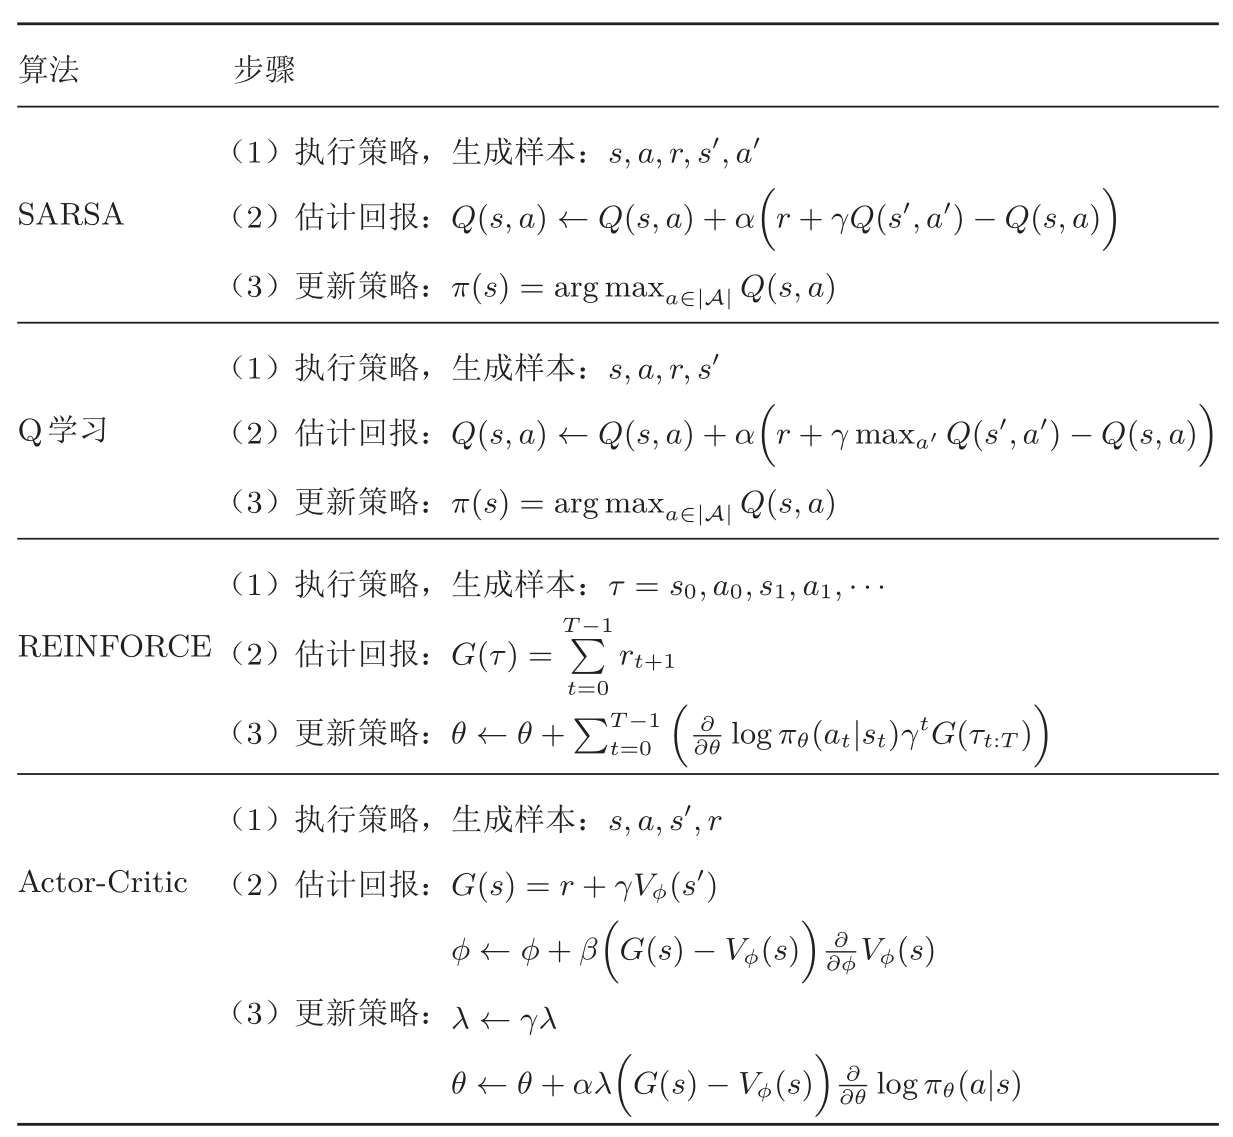 算法 步骤
(1)执行策略,生成样本:s, a, r, s′, a′
SARSA (2)估计回报:Q(s, a) ← Q(s, a) + α(r + γQ(s′, a′) − Q(s, a))
(3)更新策略:π(s) = arg max_{a∈|𝒜|} Q(s, a)
(1)执行策略,生成样本:s, a, r, s′
Q 学习 (2)估计回报:Q(s, a) ← Q(s, a) + α(r + γ max_{a′} Q(s′, a′) − Q(s, a))
(3)更新策略:π(s) = arg max_{a∈|𝒜|} Q(s, a)
(1)执行策略,生成样本:τ = s_0, a_0, s_1, a_1, ⋯
REINFORCE (2)估计回报:G(τ) = ∑_{t=0}^{T−1} r_{t+1}
(3)更新策略:θ ← θ + ∑_{t=0}^{T−1} (∂/∂θ log π_θ(a_t|s_t)γ^t G(τ_{t:T}))
(1)执行策略,生成样本:s, a, s′, r
Actor-Critic (2)估计回报:G(s) = r + γV_ϕ(s′)
ϕ ← ϕ + β(G(s) − V_ϕ(s)) ∂/∂ϕ V_ϕ(s)
(3)更新策略:λ ← γλ
θ ← θ + αλ(G(s) − V_ϕ(s)) ∂/∂θ log π_θ(a|s)